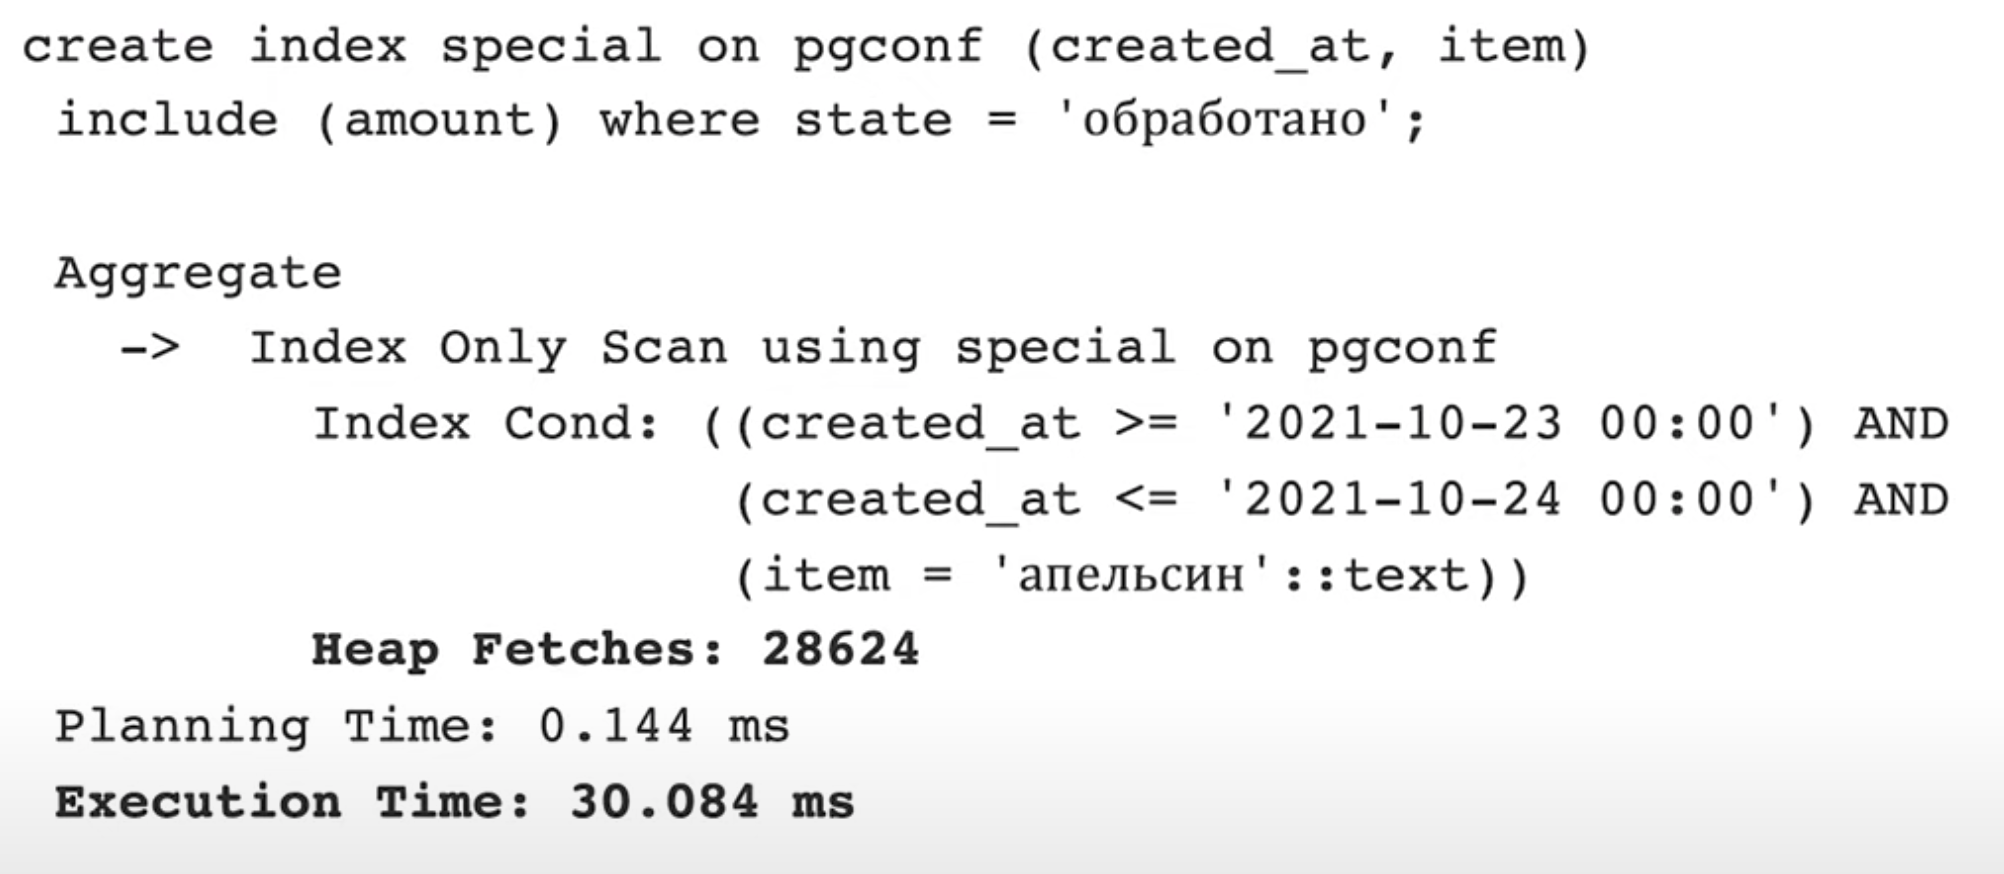 create index special on pgconf (created_at, item)
include (amount) where state = 'обработано';
Aggregate
-> Index Only Scan using special on pgconf
Index Cond: ((created_at >= '2021-10-23 00:00') AND
(created_at <= '2021-10-24 00:00') AND
(item = 'апельсин'::text))
Heap Fetches: 28624
Planning Time: 0.144 ms
Execution Time: 30.084 ms